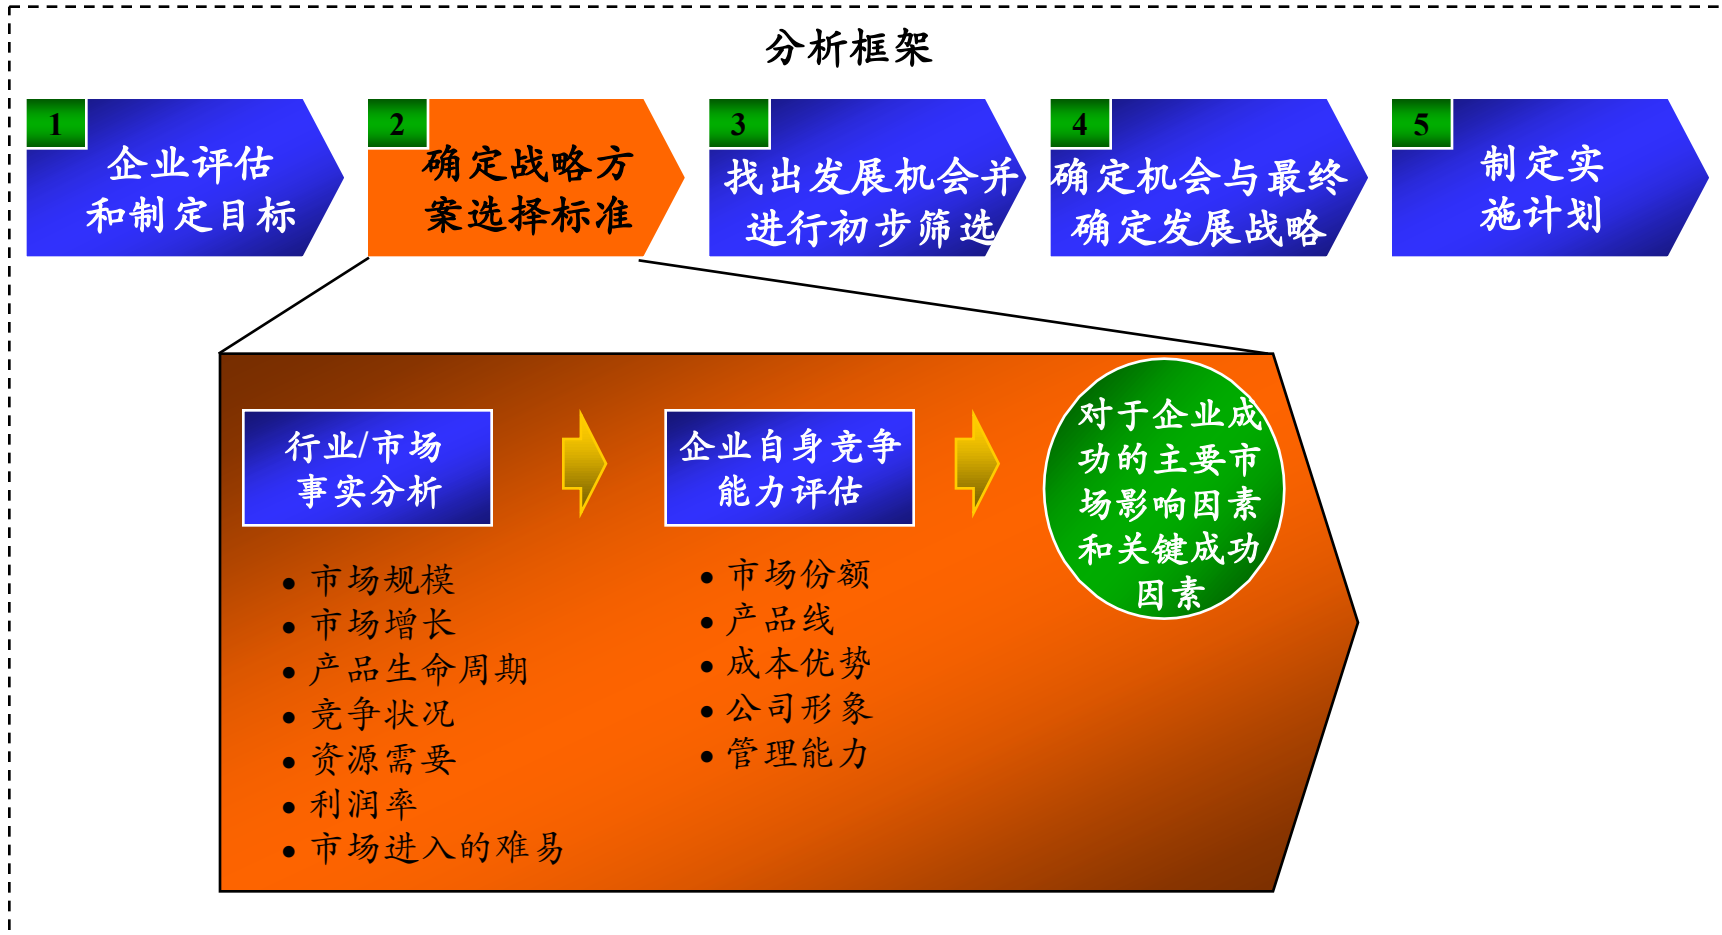 分析框架
1
企业评估
和制定目标
2
确定战略方
案选择标准
3
找出发展机会并
进行初步筛选
4
确定机会与最终
确定发展战略
5
制定实
施计划
行业/市场
事实分析
• 市场规模
• 市场增长
• 产品生命周期
• 竞争状况
• 资源需要
• 利润率
• 市场进入的难易
企业自身竞争
能力评估
• 市场份额
• 产品线
• 成本优势
• 公司形象
• 管理能力
对于企业成
功的主要市
场影响因素
和关键成功
因素